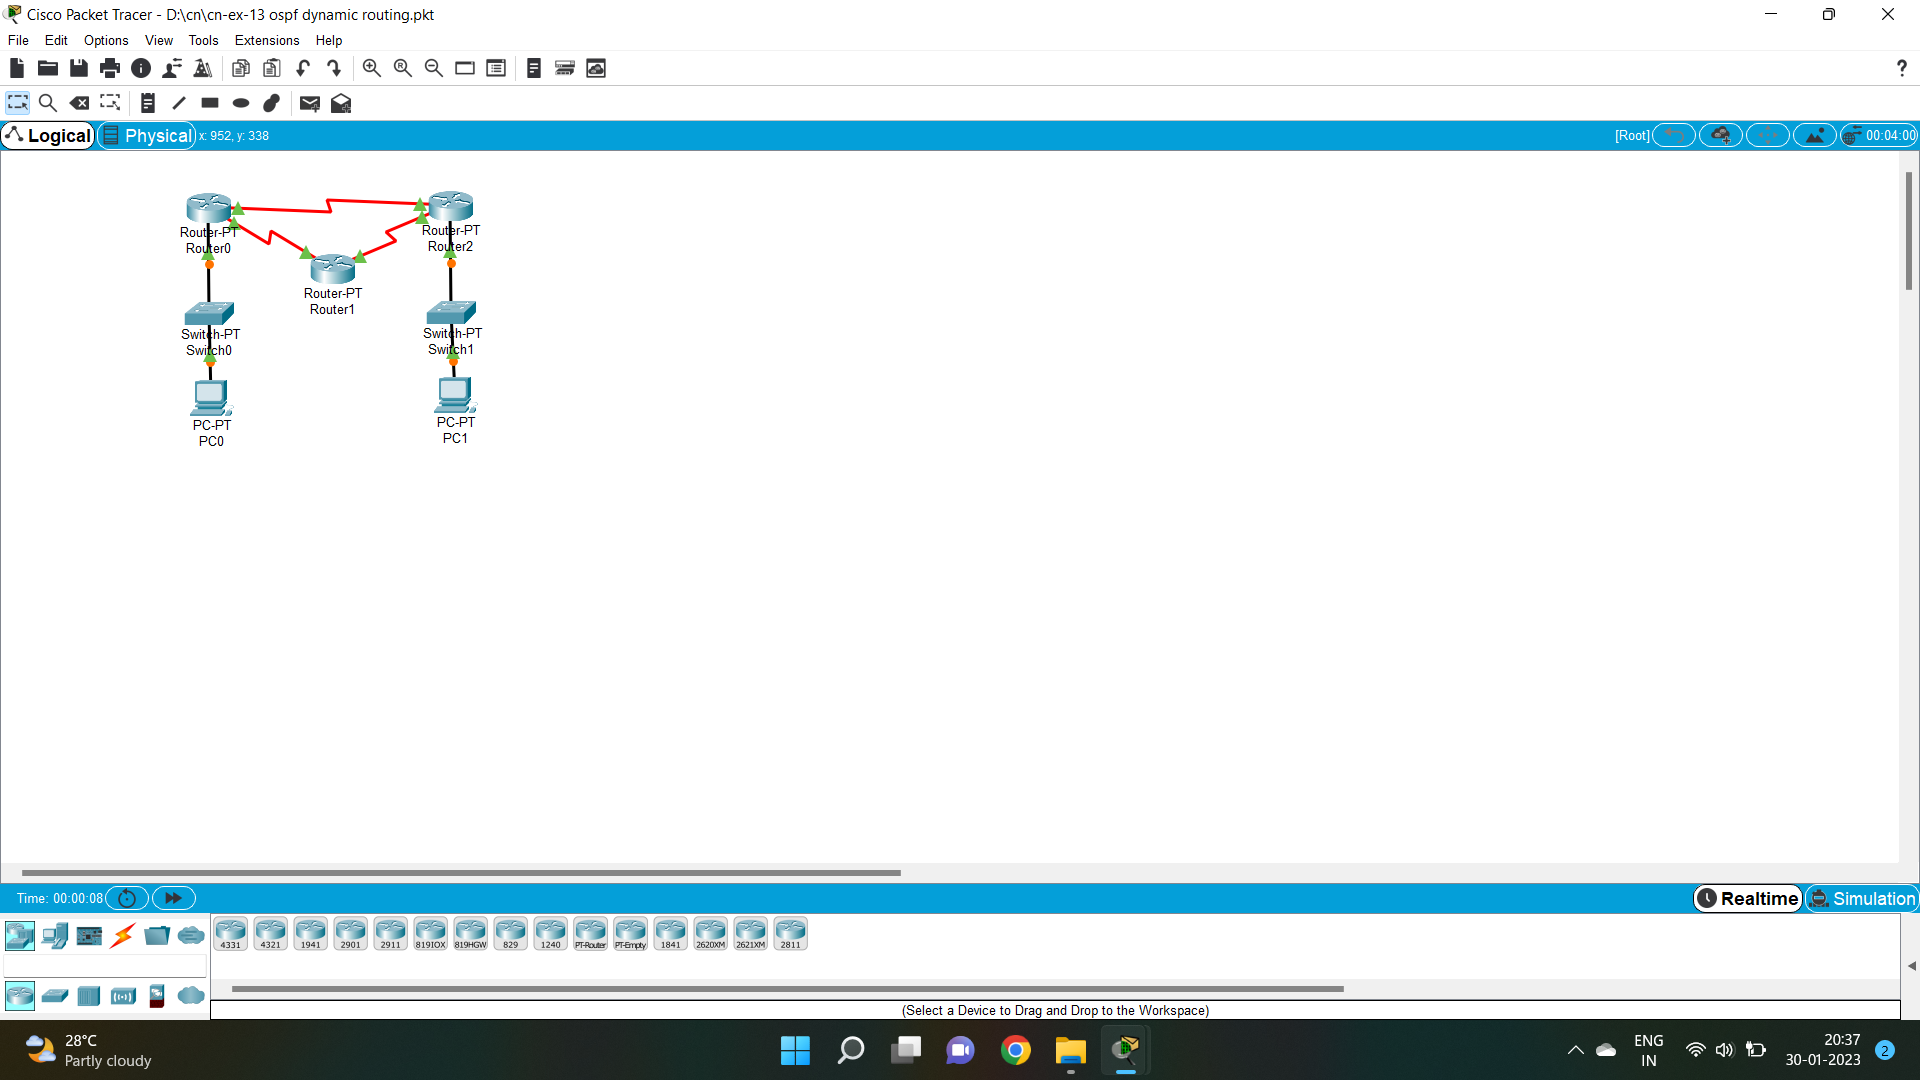 Cisco Packet Tracer - D:\cn\cn-ex-13 ospf dynamic routing.pkt
File Edit Options View Tools Extensions Help
Logical Physical x: 952, y: 338 [Root] 00:04:00
Router-PT
Router0
Router-PT
Router2
Router-PT
Router1
Switch-PT
Switch0
Switch-PT
Switch1
PC-PT
PC0
PC-PT
PC1
Time: 00:00:08 Realtime Simulation
4331 4321 1941 2901 2911 819IOX 819HGW 829 1240 PT-Router PT-Empty 1841 2620XM 2621XM 2811
(Select a Device to Drag and Drop to the Workspace)
28°C
Partly cloudy
ENG
IN
20:37
30-01-2023
2